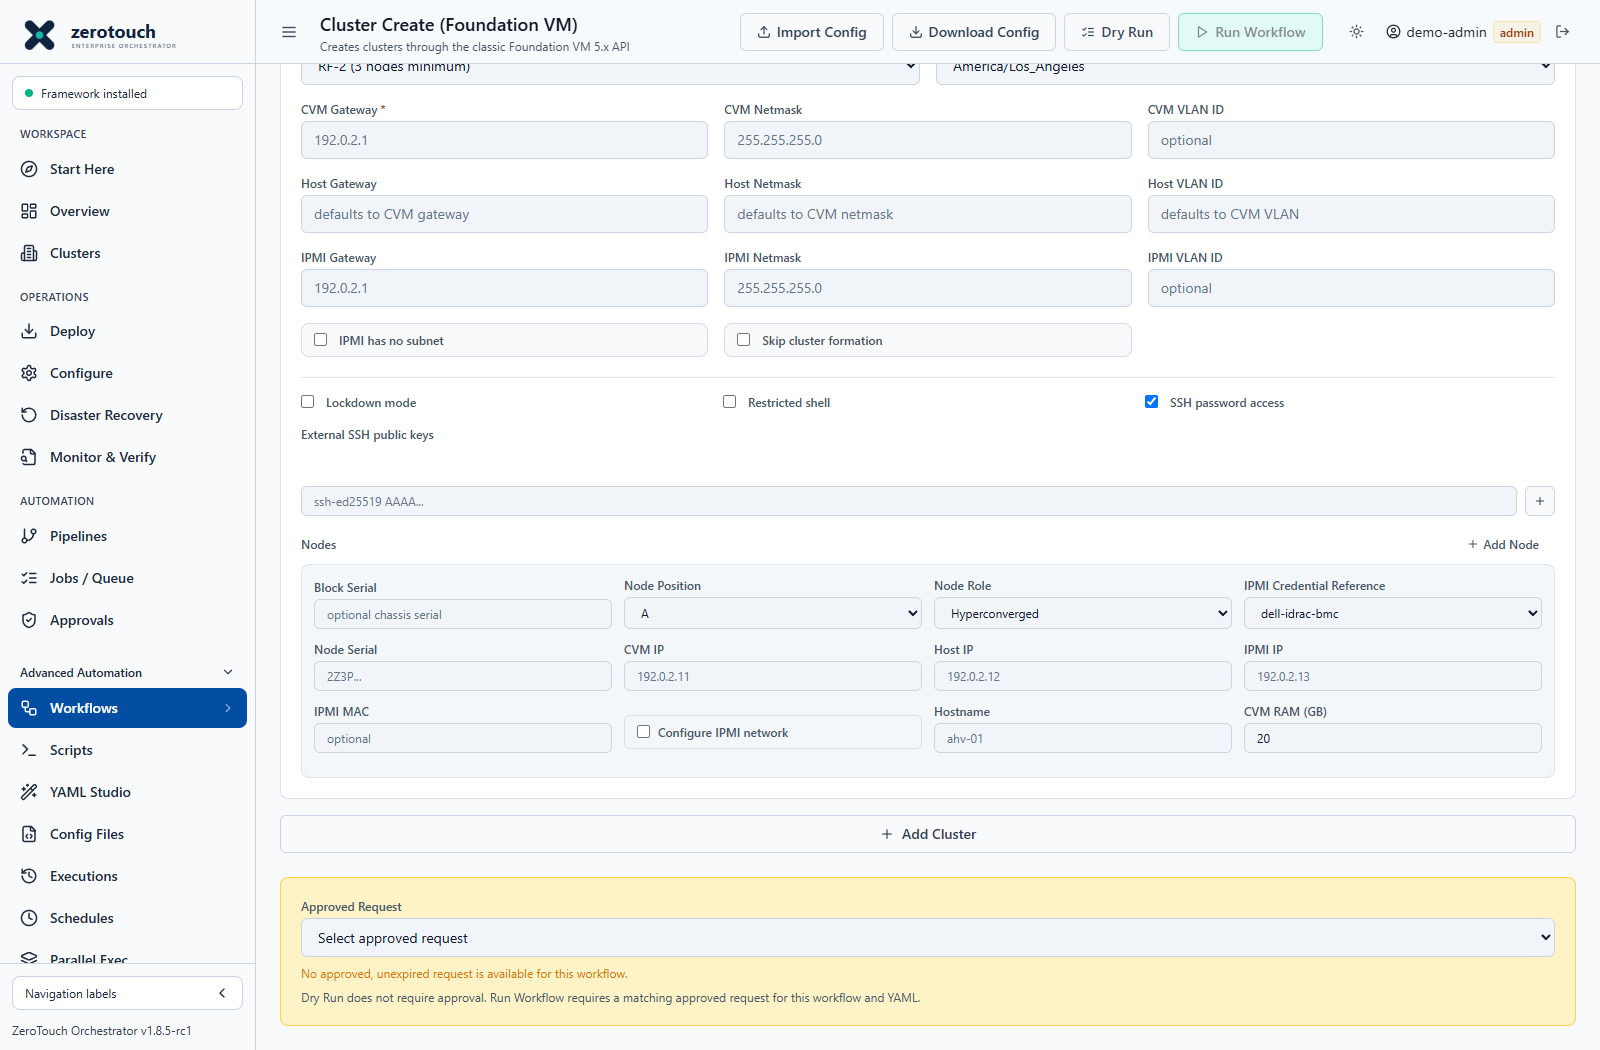 zerotouch
ENTERPRISE ORCHESTRATOR
Cluster Create (Foundation VM)
Creates clusters through the classic Foundation VM 5.x API
Import Config
Download Config
Dry Run
Run Workflow
demo-admin
admin
Framework installed
WORKSPACE
Start Here
Overview
Clusters
OPERATIONS
Deploy
Configure
Disaster Recovery
Monitor & Verify
AUTOMATION
Pipelines
Jobs / Queue
Approvals
Advanced Automation
Workflows
Scripts
YAML Studio
Config Files
Executions
Schedules
Parallel Exec
Navigation labels
ZeroTouch Orchestrator v1.8.5-rc1
RF-2 (3 nodes minimum)
America/Los_Angeles
CVM Gateway *
CVM Netmask
CVM VLAN ID
192.0.2.1
255.255.255.0
optional
Host Gateway
Host Netmask
Host VLAN ID
defaults to CVM gateway
defaults to CVM netmask
defaults to CVM VLAN
IPMI Gateway
IPMI Netmask
IPMI VLAN ID
192.0.2.1
255.255.255.0
optional
IPMI has no subnet
Skip cluster formation
Lockdown mode
Restricted shell
SSH password access
External SSH public keys
ssh-ed25519 AAAA...
Nodes
Add Node
Block Serial
Node Position
Node Role
IPMI Credential Reference
optional chassis serial
A
Hyperconverged
dell-idrac-bmc
Node Serial
CVM IP
Host IP
IPMI IP
2Z3P...
192.0.2.11
192.0.2.12
192.0.2.13
IPMI MAC
Hostname
CVM RAM (GB)
optional
Configure IPMI network
ahv-01
20
Add Cluster
Approved Request
Select approved request
No approved, unexpired request is available for this workflow.
Dry Run does not require approval. Run Workflow requires a matching approved request for this workflow and YAML.